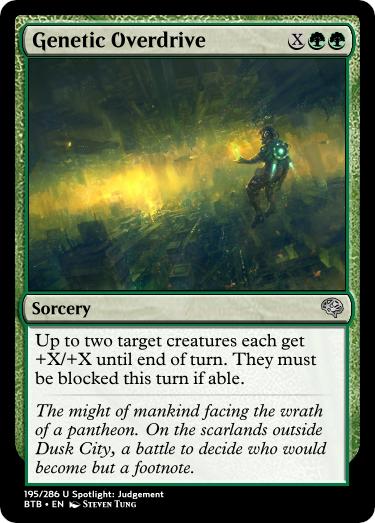 Genetic Overdrive X
Sorcery
Up to two target creatures each get
+X/+X until end of turn. They must
be blocked this turn if able.
The might of mankind facing the wrath
of a pantheon. On the scarlands outside
Dusk City, a battle to decide who would
become but a footnote.
195/286 U Spotlight: Judgement
BTB • EN Steven Tung